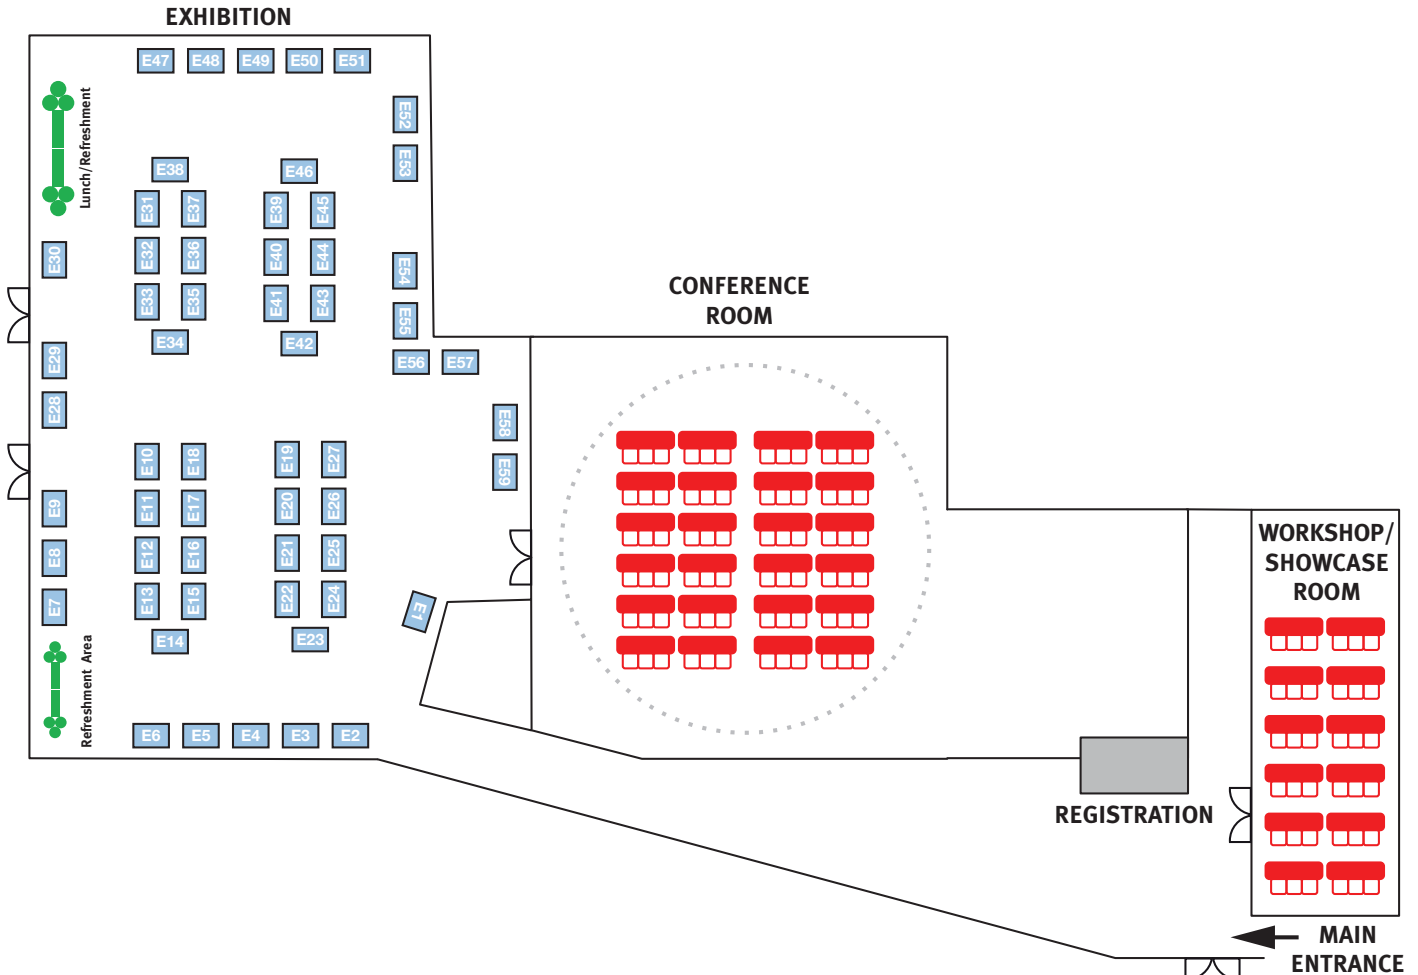 EXHIBITION
E47 E48 E49 E50 E51
Lunch/Refreshment
E52
E53
E38 E46
E31 E37 E39 E45
E30
E32 E36 E40 E44
E54
E33 E35 E41 E43
E55
E34 E42
E56 E57
E29
E28
E58
E59
CONFERENCE
ROOM
E10 E18 E19 E27
E9
E11 E17 E20 E26
E8
E12 E16 E21 E25
E7
E13 E15 E22 E24
E1
E14 E23
Refreshment Area
E6 E5 E4 E3 E2
WORKSHOP/
SHOWCASE
ROOM
REGISTRATION
MAIN
ENTRANCE